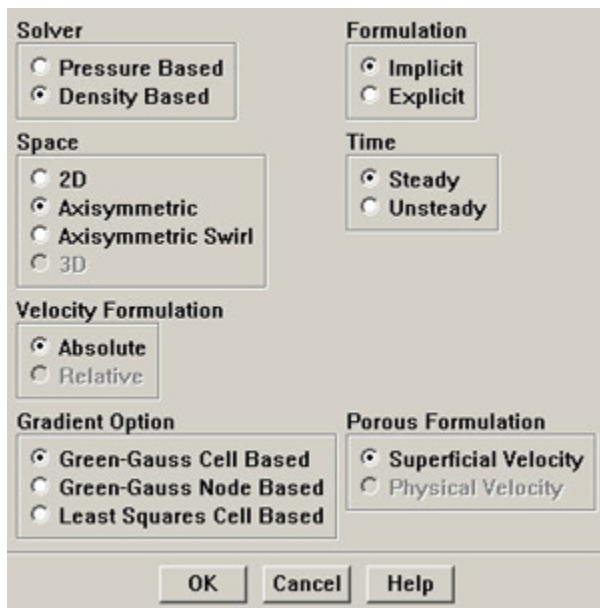 Solver
Pressure Based
Density Based
Formulation
Implicit
Explicit
Space
2D
Axisymmetric
Axisymmetric Swirl
3D
Time
Steady
Unsteady
Velocity Formulation
Absolute
Relative
Gradient Option
Green-Gauss Cell Based
Green-Gauss Node Based
Least Squares Cell Based
Porous Formulation
Superficial Velocity
Physical Velocity
OK
Cancel
Help